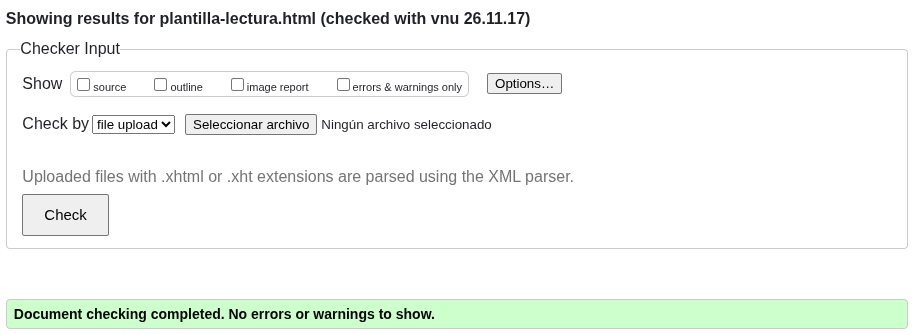 Showing results for plantilla-lectura.html (checked with vnu 26.11.17)
Checker Input
Show source outline image report errors & warnings only Options...
Check by file upload Seleccionar archivo Ningún archivo seleccionado
Uploaded files with .xhtml or .xht extensions are parsed using the XML parser.
Check
Document checking completed. No errors or warnings to show.